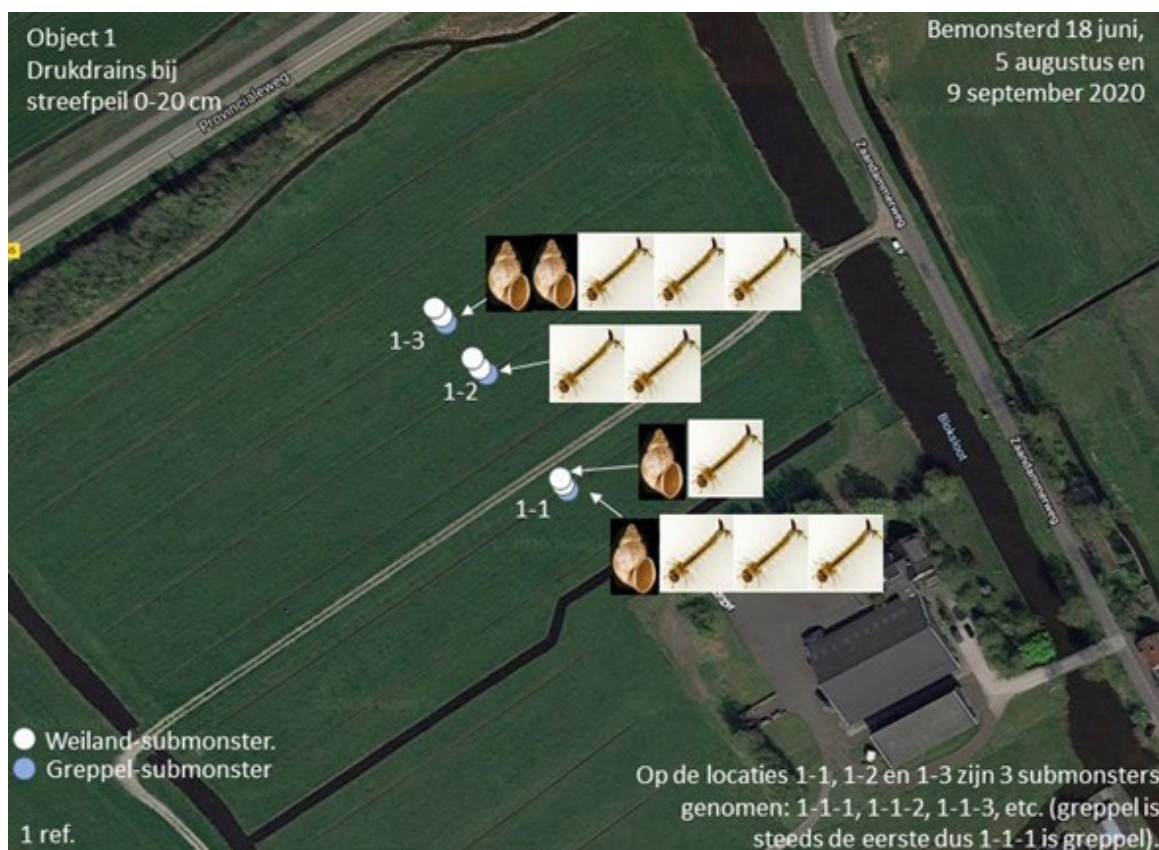 Object 1
Drukdrains bij
streefpeil 0-20 cm
Bemonsterd 18 juni,
5 augustus en
9 september 2020
Provincialeweg
Zaandammerweg
1-3
1-2
1-1
Bloksloot
Zaandammerweg
Weiland-submonster.
Greppel-submonster
1 ref.
Op de locaties 1-1, 1-2 en 1-3 zijn 3 submonsters
genomen: 1-1-1, 1-1-2, 1-1-3, etc. (greppel is
steeds de eerste dus 1-1-1 is greppel).